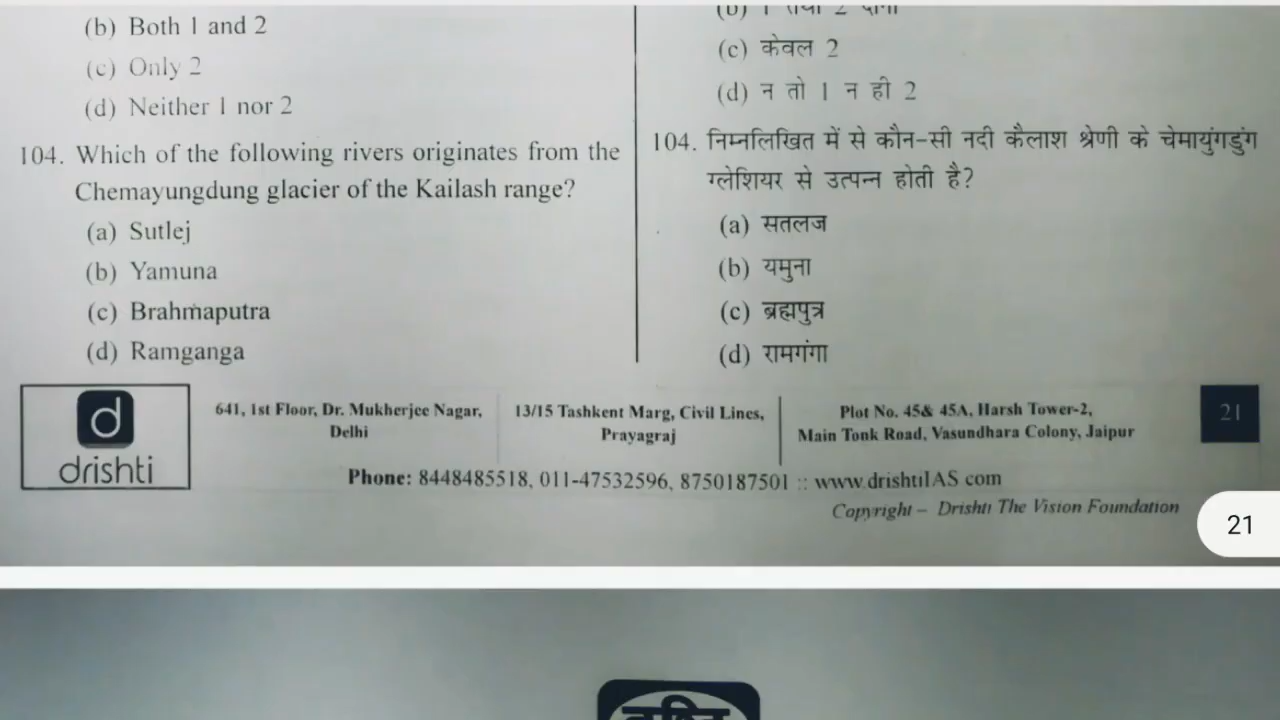 (b) Both 1 and 2
(c) Only 2
(d) Neither 1 nor 2
104. Which of the following rivers originates from the
Chemayungdung glacier of the Kailash range?
(a) Sutlej
(b) Yamuna
(c) Brahmaputra
(d) Ramganga
(c) केवल 2
(d) न तो 1 न ही 2
104. निम्नलिखित में से कौन-सी नदी कैलाश श्रेणी के चेमायुंगडुंग
ग्लेशियर से उत्पन्न होती है?
(a) सतलज
(b) यमुना
(c) ब्रह्मपुत्र
(d) रामगंगा
d
drishti
641, 1st Floor, Dr. Mukherjee Nagar,
Delhi
13/15 Tashkent Marg, Civil Lines,
Prayagraj
Plot No. 45& 45A, Harsh Tower-2,
Main Tonk Road, Vasundhara Colony, Jaipur
21
Phone: 8448485518, 011-47532596, 8750187501 :: www.drishtiIAS com
Copyright – Drishti The Vision Foundation
21